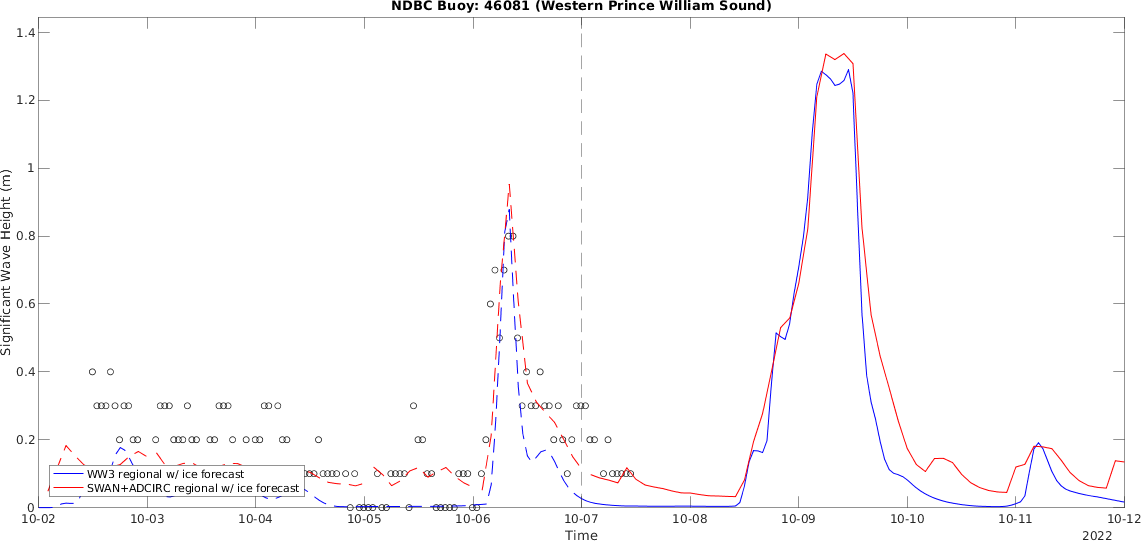 NDBC Buoy: 46081 (Western Prince William Sound)
1.4
1.2
1
0.8
0.6
0.4
0.2
0
Significant Wave Height (m)
WW3 regional w/ ice forecast
SWAN+ADCIRC regional w/ ice forecast
10-02 10-03 10-04 10-05 10-06 10-07 10-08 10-09 10-10 10-11 10-12
Time
2022